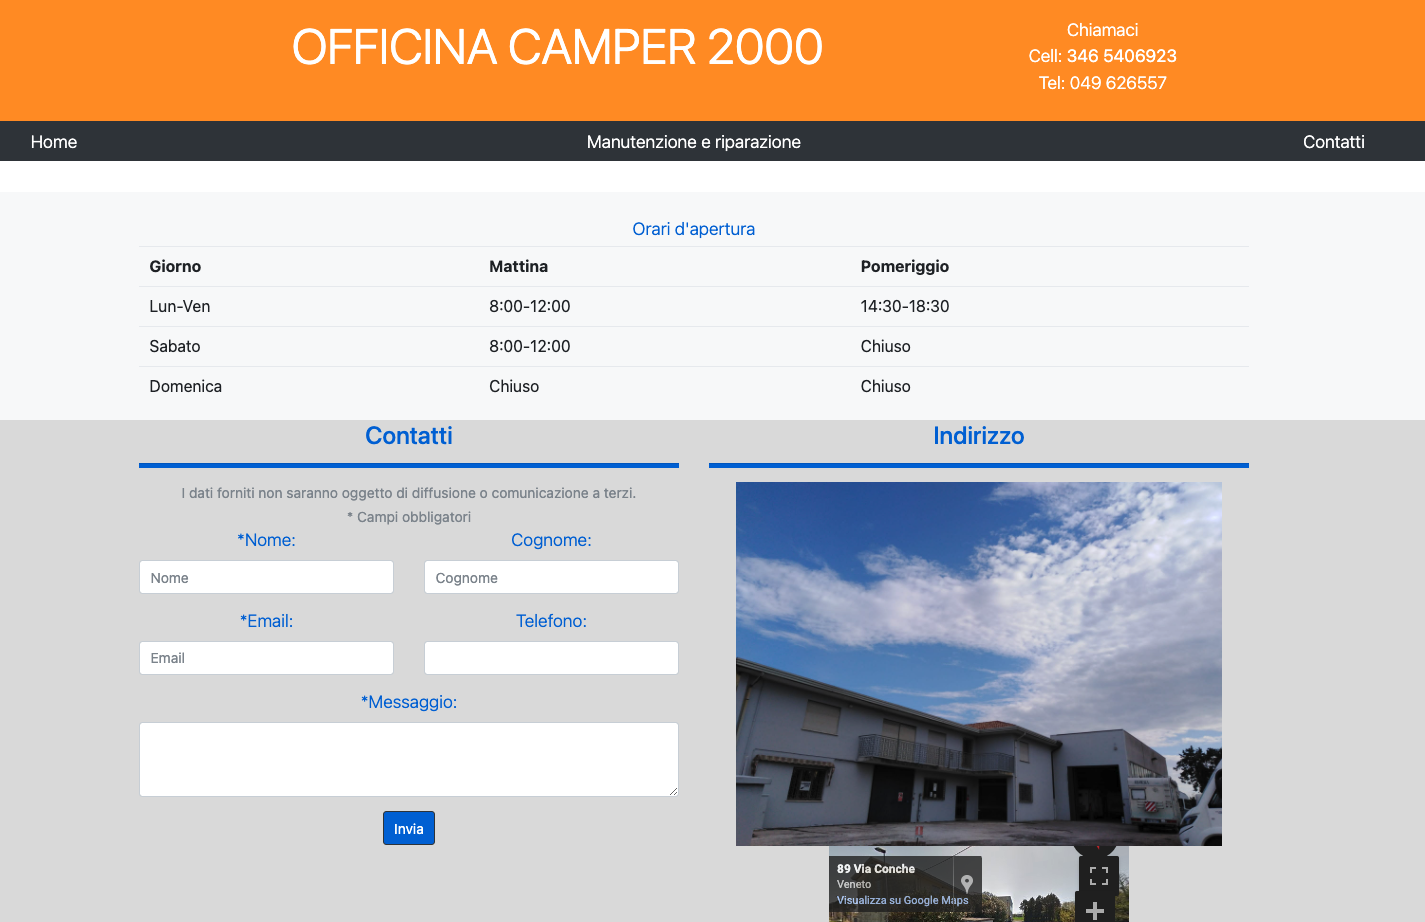 OFFICINA CAMPER 2000
Chiamaci
Cell: 346 5406923
Tel: 049 626557
Home
Manutenzione e riparazione
Contatti
Orari d'apertura
Giorno Mattina Pomeriggio
Lun-Ven 8:00-12:00 14:30-18:30
Sabato 8:00-12:00 Chiuso
Domenica Chiuso Chiuso
Contatti
I dati forniti non saranno oggetto di diffusione o comunicazione a terzi.
* Campi obbligatori
*Nome: Cognome:
Nome Cognome
*Email: Telefono:
Email
*Messaggio:
Invia
Indirizzo
89 Via Conche
Veneto
Visualizza su Google Maps